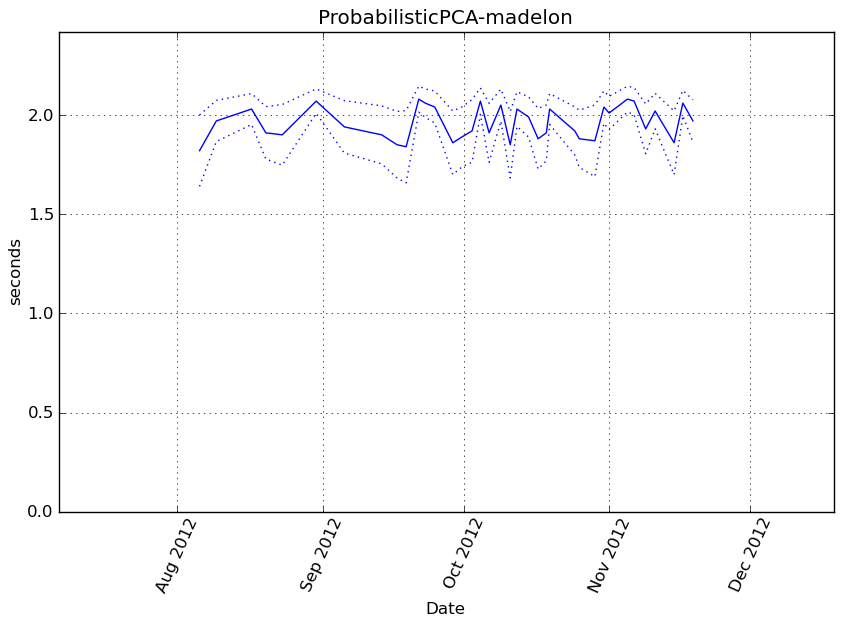 ProbabilisticPCA-madelon
2.0
1.5
1.0
0.5
0.0
seconds
Aug 2012
Sep 2012
Oct 2012
Nov 2012
Dec 2012
Date